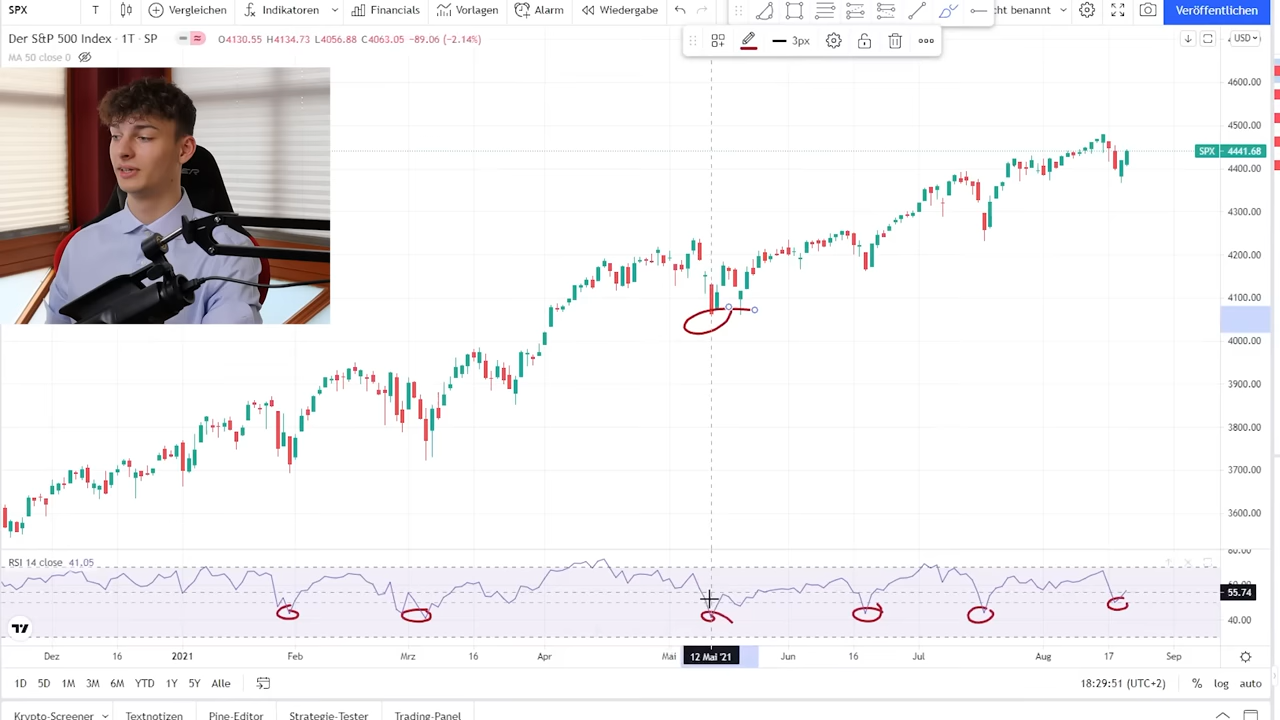 SPX T Vergleichen Indikatoren Financials Vorlagen Alarm Wiedergabe cht benannt Veröffentlichen
Der S&P 500 Index · 1T · SP O4130.55 H4134.73 L4056.88 C4063.05 -89.06 (-2.14%)
3px
USD
MA 50 close 0
4600.00
4500.00
SPX 4441.68
4400.00
4300.00
4200.00
4100.00
4000.00
3900.00
3800.00
3700.00
3600.00
RSI 14 close 41,05
55.74
40.00
Dez 16 2021 Feb Mrz 16 Apr Mai 12 Mai '21 Jun 16 Jul Aug 17 Sep
1D 5D 1M 3M 6M YTD 1Y 5Y Alle 18:29:51 (UTC+2) % log auto
Krypto-Screener Textnotizen Pine-Editor Strategie-Tester Trading-Panel